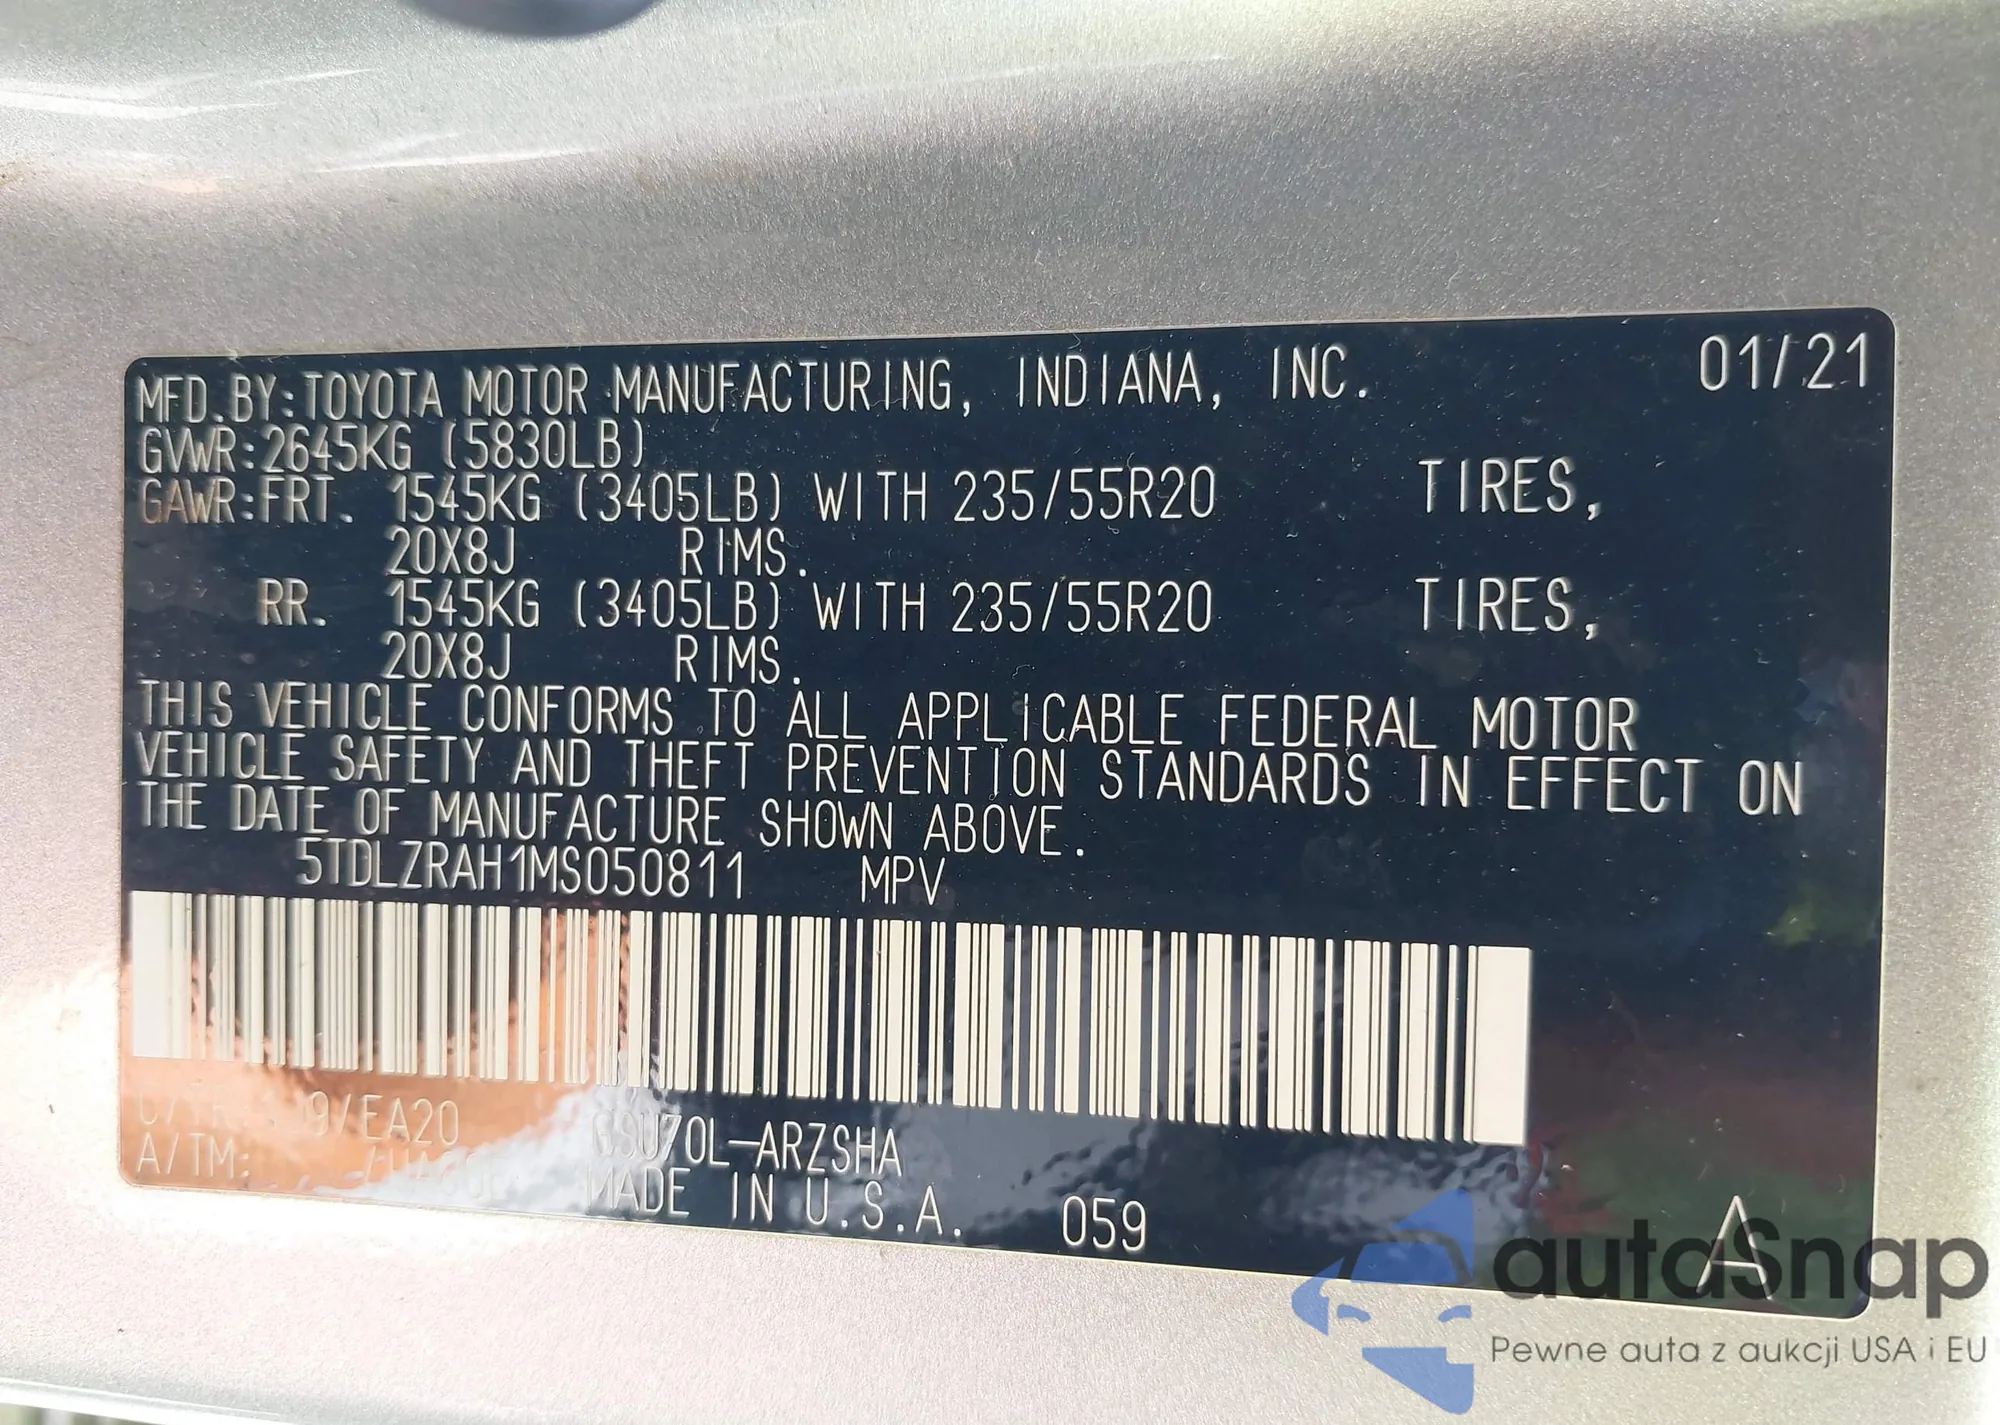 MFD.BY:TOYOTA MOTOR MANUFACTURING, INDIANA, INC. 01/21
GVWR:2645KG (5830LB)
GAWR:FRT. 1545KG (3405LB) WITH 235/55R20 TIRES,
20X8J RIMS.
RR. 1545KG (3405LB) WITH 235/55R20 TIRES,
20X8J RIMS.
THIS VEHICLE CONFORMS TO ALL APPLICABLE FEDERAL MOTOR
VEHICLE SAFETY AND THEFT PREVENTION STANDARDS IN EFFECT ON
THE DATE OF MANUFACTURE SHOWN ABOVE.
5TDLZRAH1MS050811 MPV
/EA20 GSU70L-ARZSHA
A/TM: MADE IN U.S.A. 059 A
autaSnap
Pewne auta z aukcji USA i EU